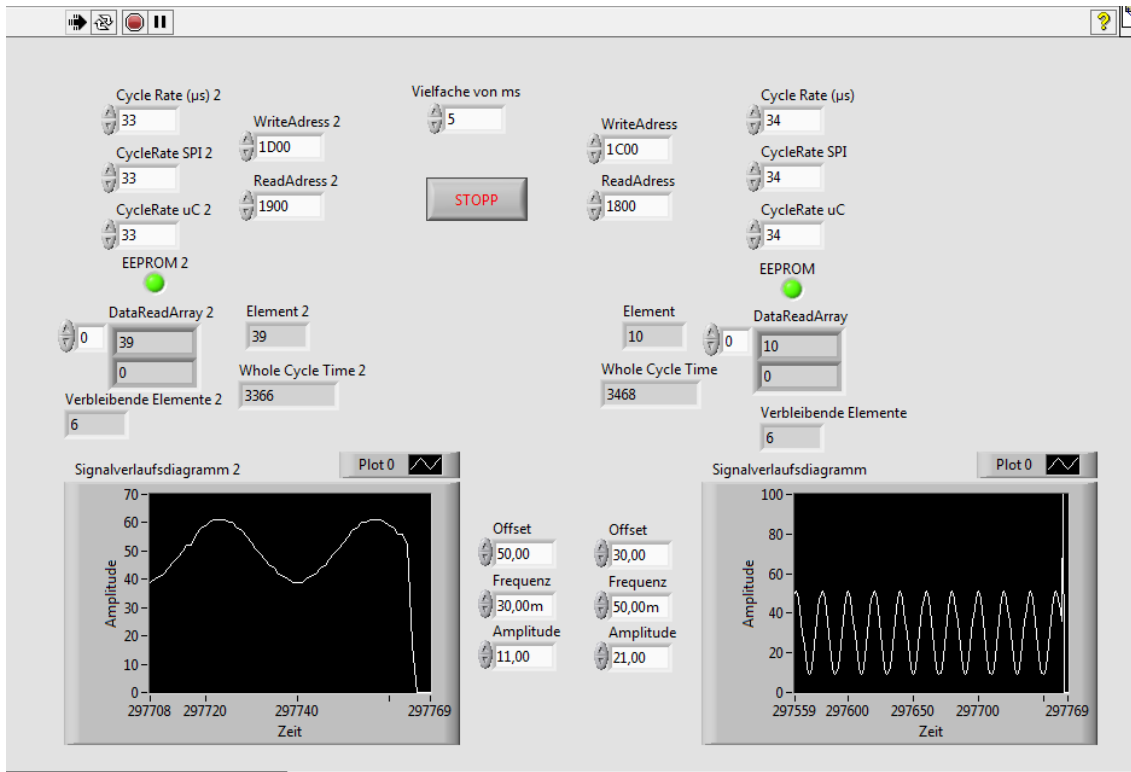 Cycle Rate (µs) 2
33
CycleRate SPI 2
33
CycleRate uC 2
33
EEPROM 2
WriteAdress 2
1D00
ReadAdress 2
1900
Vielfache von ms
5
STOPP
WriteAdress
1C00
ReadAdress
1800
Cycle Rate (µs)
34
CycleRate SPI
34
CycleRate uC
34
EEPROM
DataReadArray 2
0
39
0
Element 2
39
Whole Cycle Time 2
3366
Verbleibende Elemente 2
6
Element
10
Whole Cycle Time
3468
DataReadArray
0
10
0
Verbleibende Elemente
6
Signalverlaufsdiagramm 2
Plot 0
70
60
50
40
30
20
10
0
Amplitude
297708 297720 297740 297769
Zeit
Offset
50,00
Frequenz
30,00m
Amplitude
11,00
Offset
30,00
Frequenz
50,00m
Amplitude
21,00
Signalverlaufsdiagramm
Plot 0
100
80
60
40
20
0
Amplitude
297559 297600 297650 297700 297769
Zeit